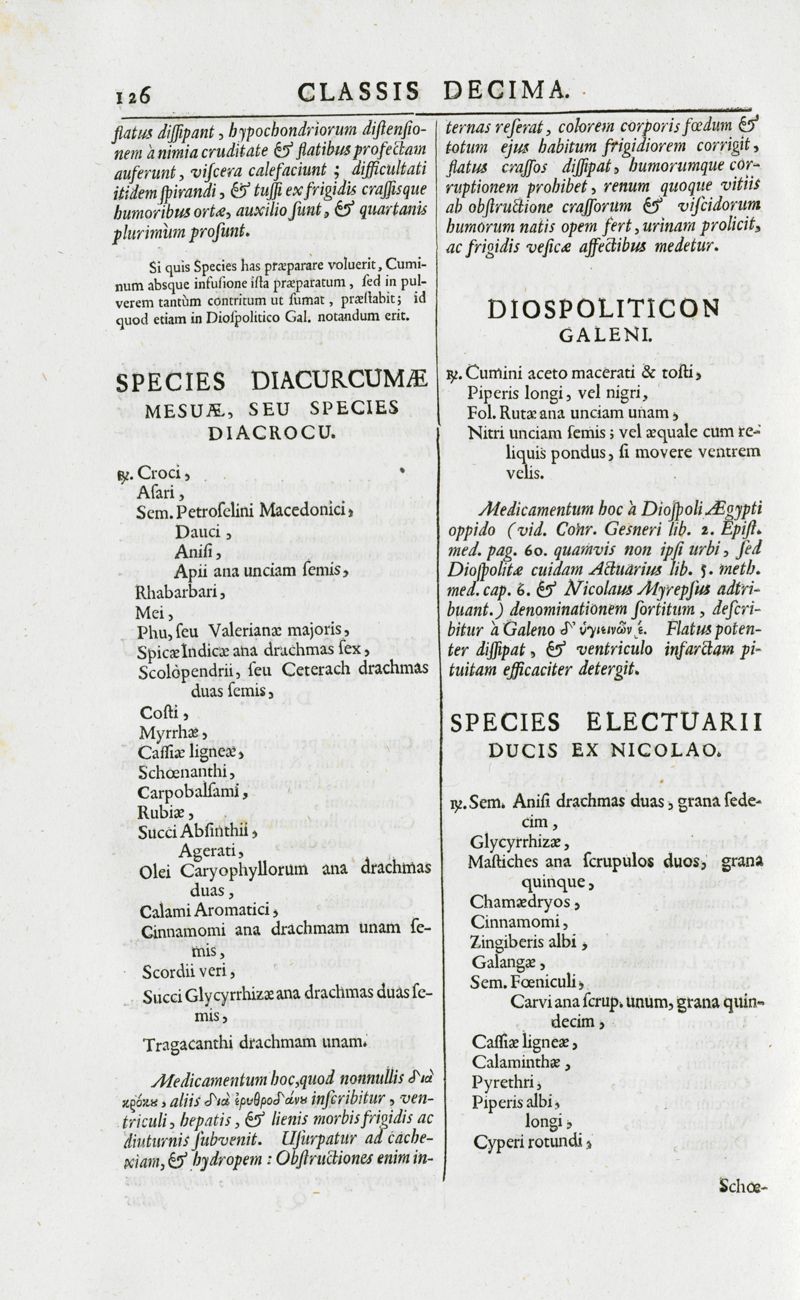 126 CLASSIS DECIMA.
flatus dissipant, hypochondriorum distensio-
nem à nimia cruditate & flatibus profectam
auferunt, viscera calefaciunt; difficultati
itidem spirandi, & tussi ex frigidis crassisque
humoribus ortæ, auxilio sunt, & quartanis
plurimum prosunt.
Si quis Species has præparare voluerit, Cumi-
num absque infusione ista præparatum, sed in pul-
verem tantùm contritum ut sumat, præstabit; id
quod etiam in Diospolitico Gal. notandum erit.
SPECIES DIACURCUMÆ
MESUÆ, SEU SPECIES
DIACROCU.
℞. Croci,
Asari,
Sem. Petroselini Macedonici,
Dauci,
Anisi,
Apii ana unciam semis,
Rhabarbari,
Mei,
Phu, seu Valerianæ majoris,
Spicæ Indicæ ana drachmas sex,
Scolòpendrii, seu Ceterach drachmas
duas semis,
Costi,
Myrrhæ,
Cassiæ ligneæ,
Schœnanthi,
Carpobalsami,
Rubiæ,
Succi Absinthii,
Agerati,
Olei Caryophyllorum ana drachmas
duas,
Calami Aromatici,
Cinnamomi ana drachmam unam se-
mis,
Scordii veri,
Succi Glycyrrhizæ ana drachmas duas se-
mis,
Tragacanthi drachmam unam.
Medicamentum hoc, quod nonnullis διὰ
κρόκȣ, aliis διὰ ἐρυθροδάνȣ inscribitur, ven-
triculi, hepatis, & lienis morbis frigidis ac
diuturnis subvenit. Usurpatur ad cache-
xiam, & hydropem: Obstructiones enim in-
ternas reserat, colorem corporis fœdum &
totum ejus habitum frigidiorem corrigit,
flatus crassos dissipat, humorumque cor-
ruptionem prohibet, renum quoque vitiis
ab obstructione crassorum & viscidorum
humorum natis opem fert, urinam prolicit,
ac frigidis vesicæ affectibus medetur.
DIOSPOLITICON
GALENI.
℞. Cumini aceto macerati & tosti,
Piperis longi, vel nigri,
Fol. Rutæ ana unciam unam,
Nitri unciam semis; vel æquale cum re-
liquis pondus, si movere ventrem
velis.
Medicamentum hoc à Diospoli Ægypti
oppido (vid. Conr. Gesneri lib. 2. Epist.
med. pag. 60. quamvis non ipsi urbi, sed
Diospolitæ cuidam Actuarius lib. 5. meth.
med. cap. 6. & Nicolaus Myrepsus adtri-
buant.) denominationem sortitum, descri-
bitur à Galeno δ' ὑγιεινῶν έ. Flatus poten-
ter dissipat, & ventriculo infarctam pi-
tuitam efficaciter detergit.
SPECIES ELECTUARII
DUCIS EX NICOLAO.
℞. Sem. Anisi drachmas duas, grana sede-
cim,
Glycyrrhizæ,
Mastiches ana scrupulos duos, grana
quinque,
Chamædryos,
Cinnamomi,
Zingiberis albi,
Galangæ,
Sem. Fœniculi,
Carvi ana scrup. unum, grana quin-
decim,
Cassiæ ligneæ,
Calaminthæ,
Pyrethri,
Piperis albi,
longi,
Cyperi rotundi,
Schœ-